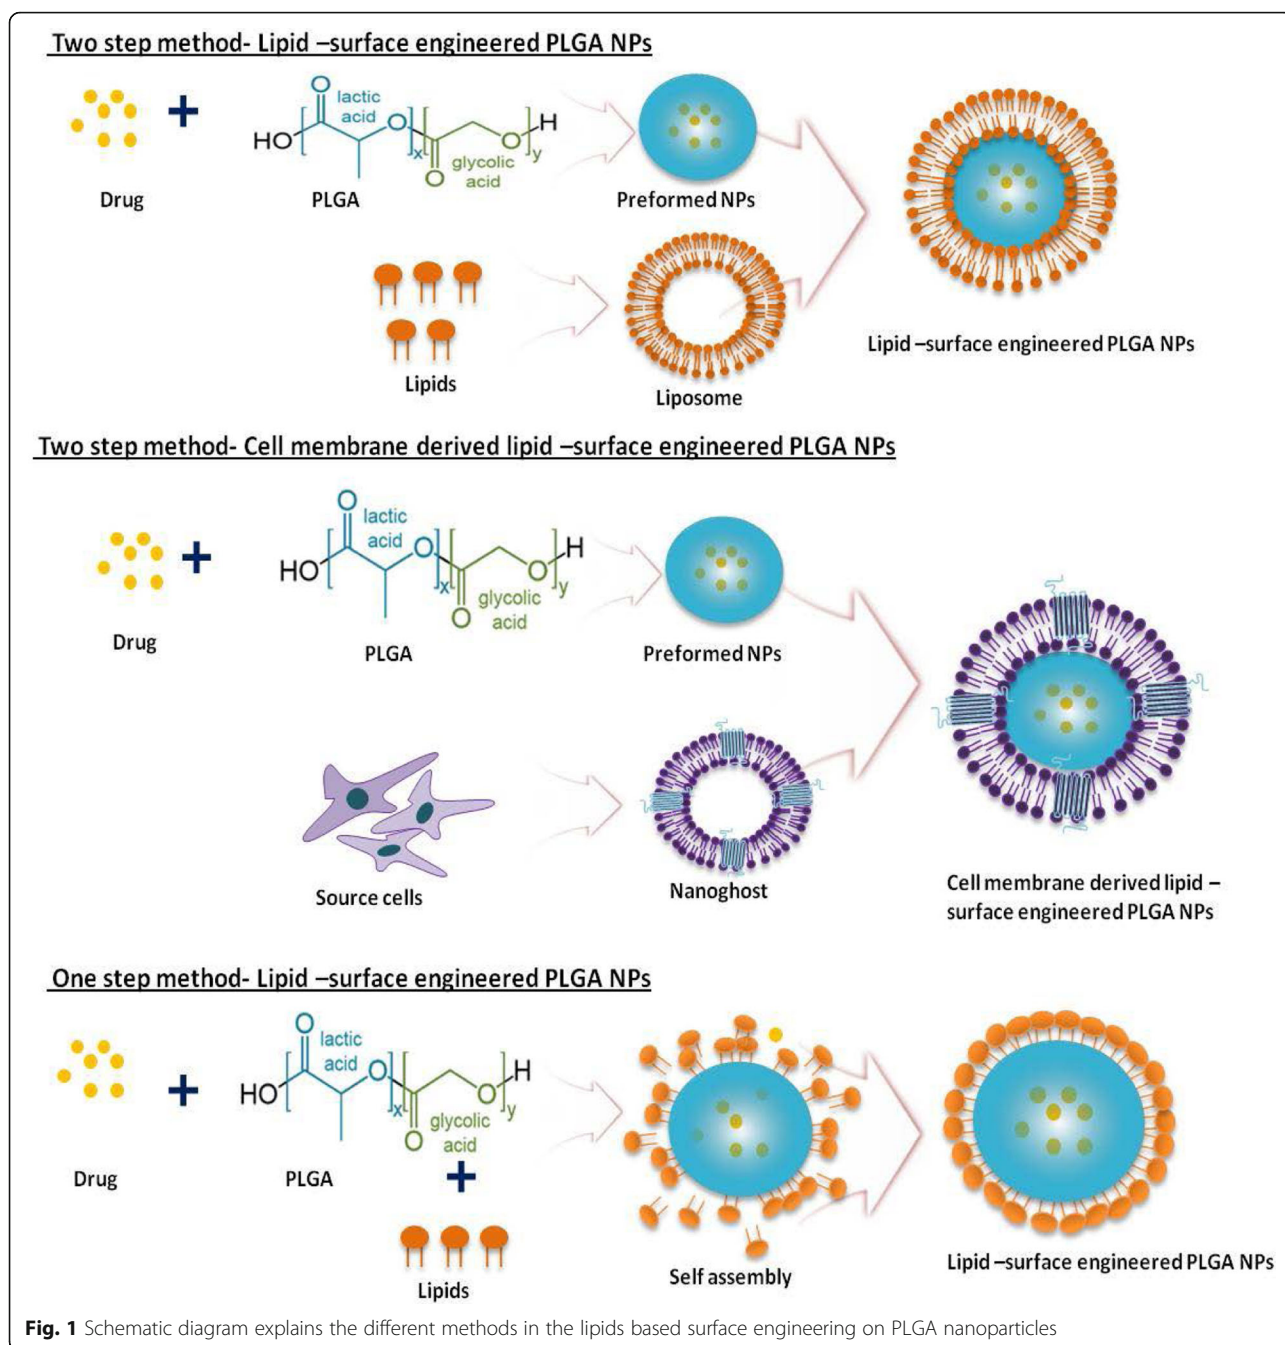 Two step method- Lipid –surface engineered PLGA NPs
O
lactic
acid
HO
O
x
O
glycolic
acid
O
H
y
Drug
PLGA
Preformed NPs
Lipids
Liposome
Lipid –surface engineered PLGA NPs
Two step method- Cell membrane derived lipid –surface engineered PLGA NPs
O
lactic
acid
HO
O
x
O
glycolic
acid
O
H
y
Drug
PLGA
Preformed NPs
Source cells
Nanoghost
Cell membrane derived lipid –
surface engineered PLGA NPs
One step method- Lipid –surface engineered PLGA NPs
O
lactic
acid
HO
O
x
O
glycolic
acid
O
H
y
+
Drug
PLGA
+
Lipids
Self assembly
Lipid –surface engineered PLGA NPs
Fig. 1 Schematic diagram explains the different methods in the lipids based surface engineering on PLGA nanoparticles